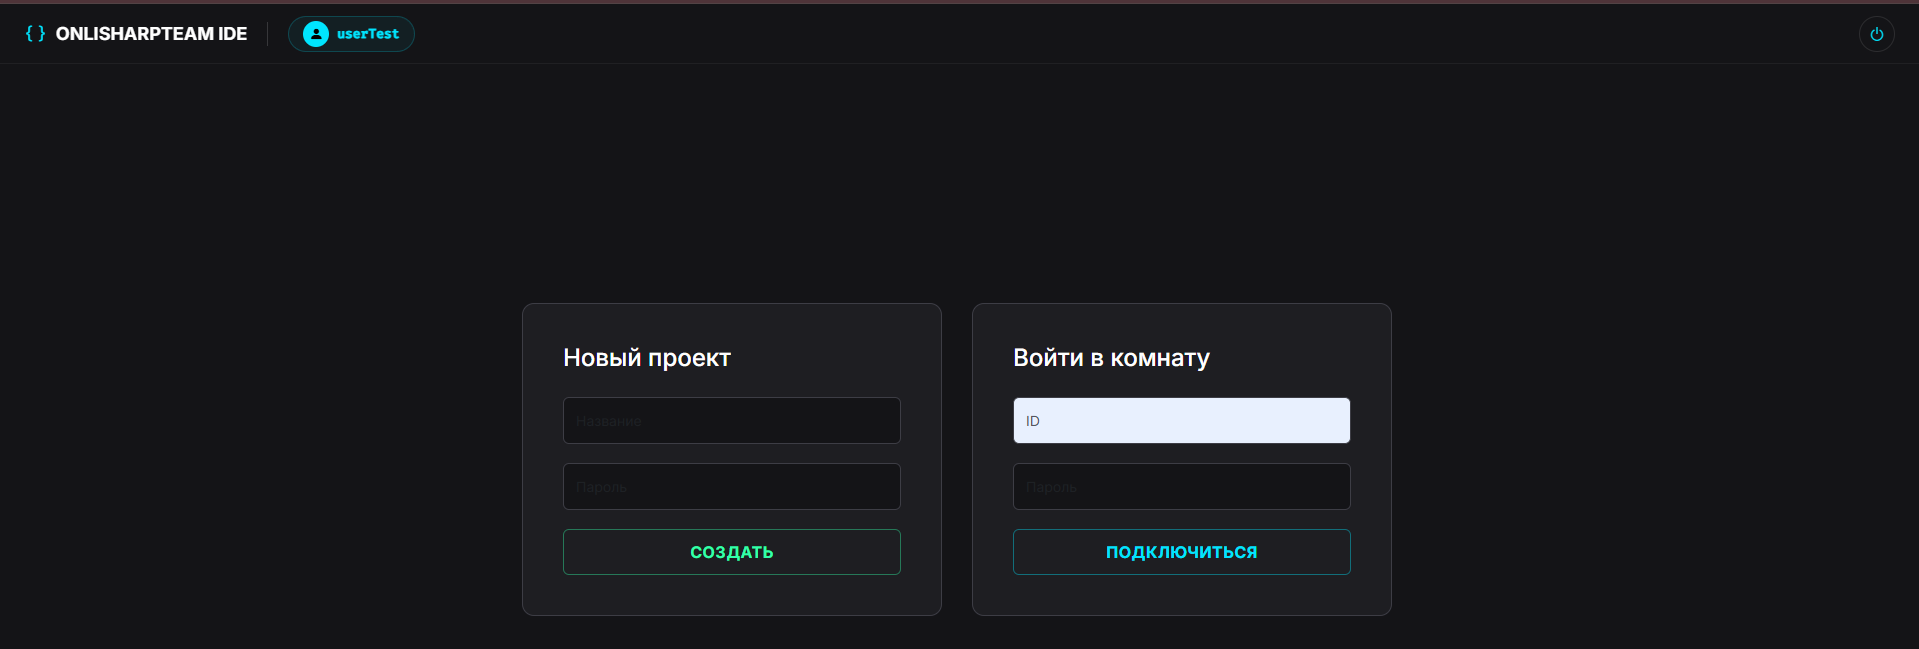 { } ONLISHARPTEAM IDE
userTest
Новый проект
Название
Пароль
СОЗДАТЬ
Войти в комнату
ID
Пароль
ПОДКЛЮЧИТЬСЯ